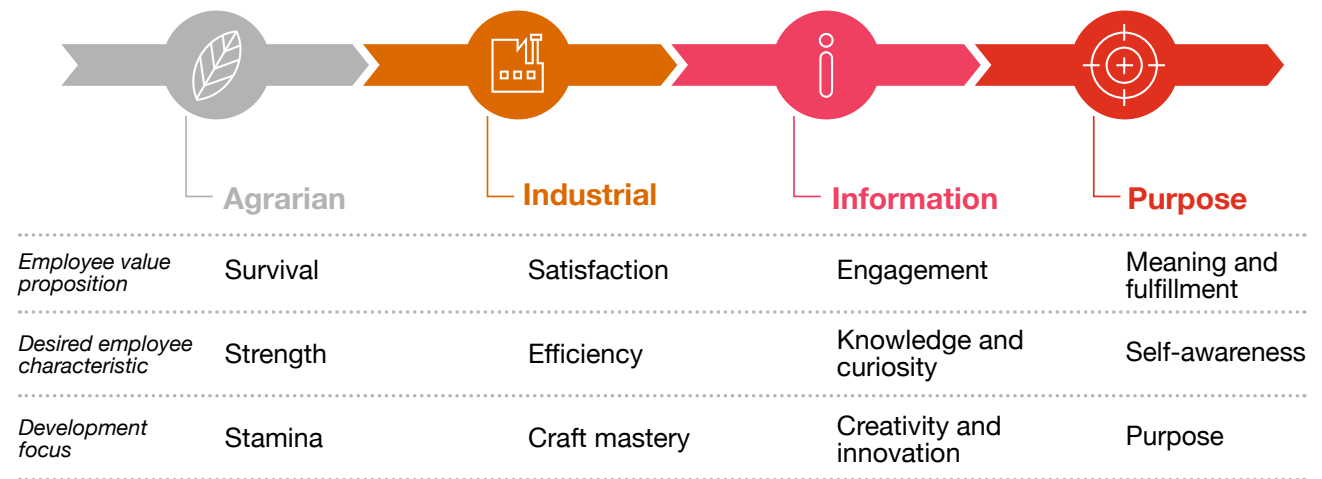 Agrarian
Industrial
Information
Purpose
Employee value
proposition
Survival
Satisfaction
Engagement
Meaning and
fulfillment
Desired employee
characteristic
Strength
Efficiency
Knowledge and
curiosity
Self-awareness
Development
focus
Stamina
Craft mastery
Creativity and
innovation
Purpose